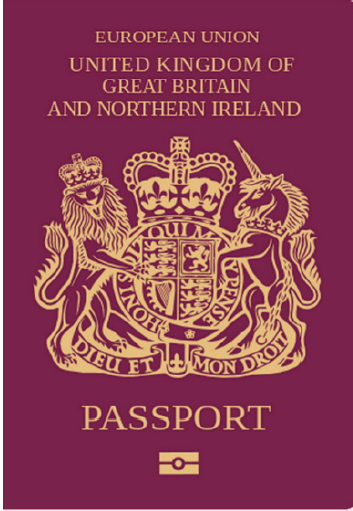 EUROPEAN UNION
UNITED KINGDOM OF
GREAT BRITAIN
AND NORTHERN IRELAND
DIEU ET MON DROIT
PASSPORT